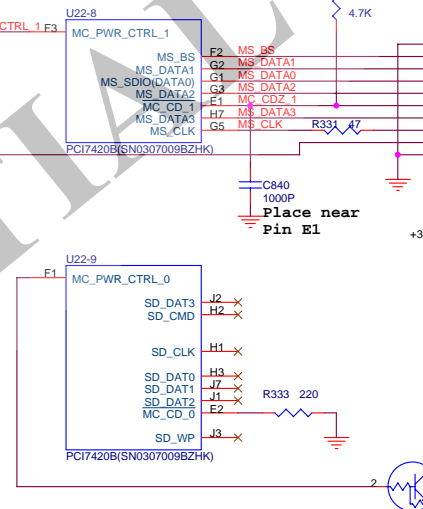 4.7K
U22-8
CTRL_1 F3
MC_PWR_CTRL_1
MS_BS F2 MS_BS
MS_DATA1 G2 MS_DATA1
MS_SDIO(DATA0) G1 MS_DATA0
MS_DATA2 G3 MS_DATA2
MC_CD_1 E1 MC_CDZ_1
MS_DATA3 H7 MS_DATA3
MS_CLK G5 MS_CLK R331 47
PCI7420B(SN0307009BZHK)
C840
1000P
Place near
Pin E1
+3
U22-9
F1 MC_PWR_CTRL_0
SD_DAT3 J2
SD_CMD H2
SD_CLK H1
SD_DAT0 H3
SD_DAT1 J7
SD_DAT2 J1
MC_CD_0 E2 R333 220
SD_WP J3
PCI7420B(SN0307009BZHK)
2